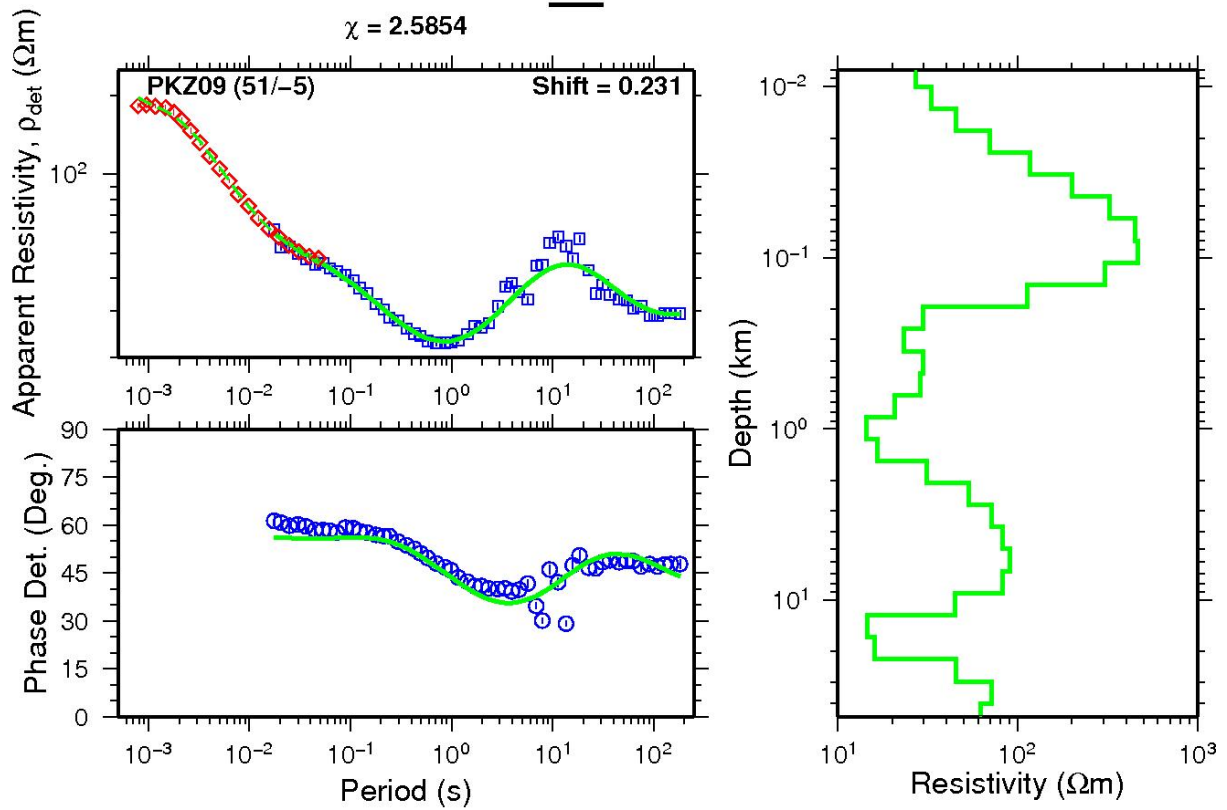 χ = 2.5854
PKZ09 (51/−5)
Shift = 0.231
Apparent Resistivity, ρdet (Ωm)
10²
10⁻³ 10⁻² 10⁻¹ 10⁰ 10¹ 10²
Phase Det. (Deg.)
90
75
60
45
30
15
0
10⁻³ 10⁻² 10⁻¹ 10⁰ 10¹ 10²
Period (s)
Depth (km)
10⁻²
10⁻¹
10⁰
10¹
10¹ 10² 10³
Resistivity (Ωm)